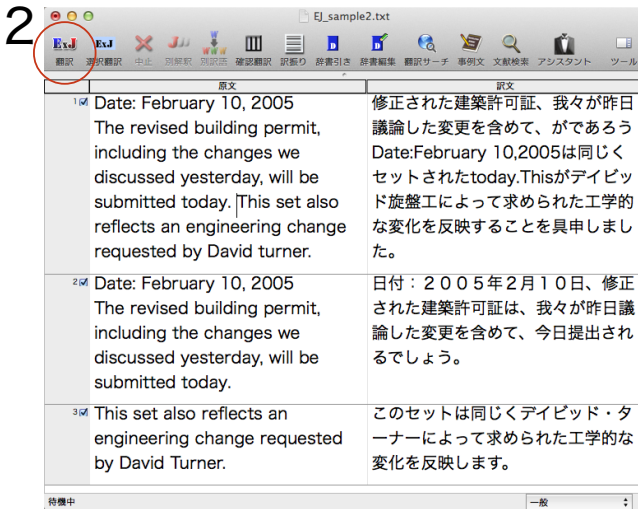 2
EJ_sample2.txt
ExJ ExJ
翻訳 選択翻訳 中止 別解釈 別訳語 確認翻訳 訳振り 辞書引き 辞書編集 翻訳サーチ 事例文 文献検索 アシスタント ツール
原文 訳文
1
Date: February 10, 2005
The revised building permit,
including the changes we
discussed yesterday, will be
submitted today. This set also
reflects an engineering change
requested by David turner.
修正された建築許可証、我々が昨日
議論した変更を含めて、がであろう
Date:February 10,2005は同じく
セットされたtoday.Thisがデイビッ
ド旋盤工によって求められた工学的
な変化を反映することを具申しまし
た。
2
Date: February 10, 2005
The revised building permit,
including the changes we
discussed yesterday, will be
submitted today.
日付：２００５年２月１０日、修正
された建築許可証は、我々が昨日議
論した変更を含めて、今日提出され
るでしょう。
3
This set also reflects an
engineering change requested
by David Turner.
このセットは同じくデイビッド・タ
ーナーによって求められた工学的な
変化を反映します。
待機中 一般